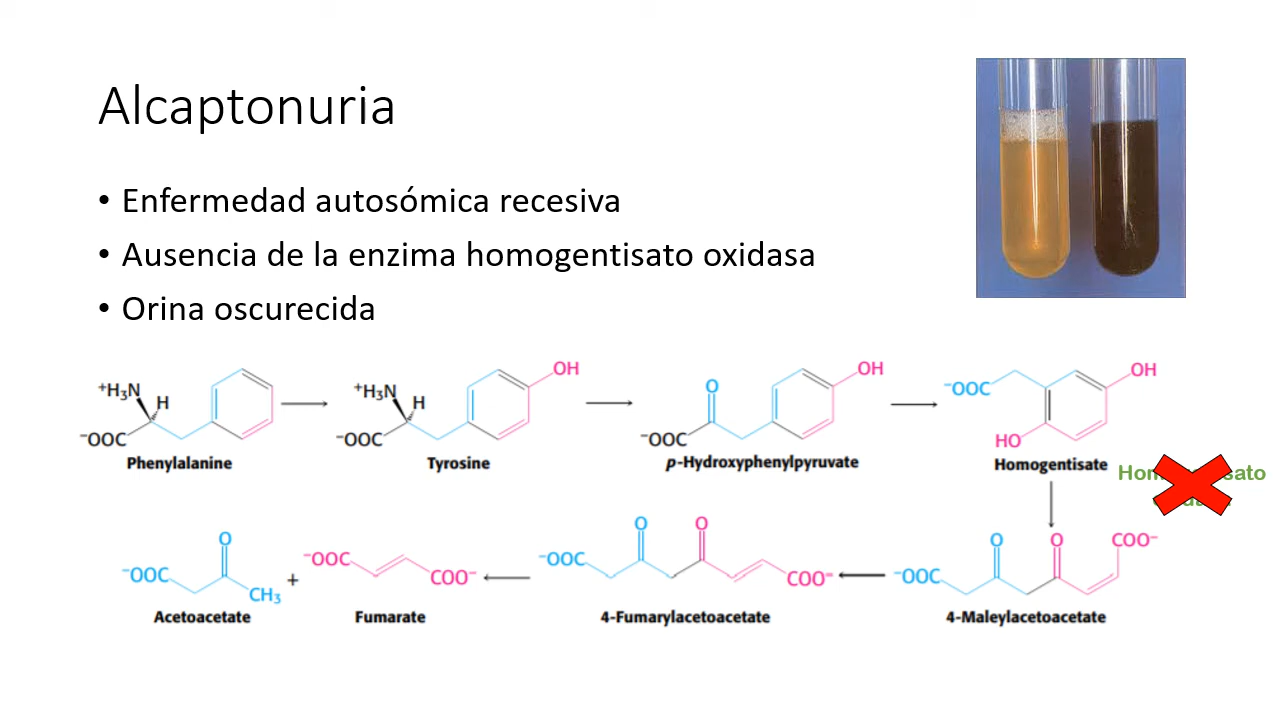 Alcaptonuria
• Enfermedad autosómica recesiva
• Ausencia de la enzima homogentisato oxidasa
• Orina oscurecida
⁺H₃N H ⁻OOC
Phenylalanine
⁺H₃N H ⁻OOC OH
Tyrosine
O ⁻OOC OH
p-Hydroxyphenylpyruvate
⁻OOC OH HO
Homogentisate
⁻OOC O CH₃
Acetoacetate
+
⁻OOC COO⁻
Fumarate
⁻OOC O O COO⁻
4-Fumarylacetoacetate
⁻OOC O O COO⁻
4-Maleylacetoacetate